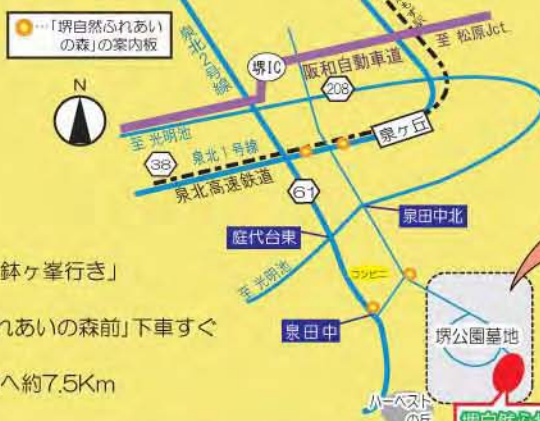 …「堺自然ふれあい
の森」の案内板
泉北2号線
堺IC
阪和自動車道
至 松原Jct.
208
N
至 光明池
38
泉北1号線
泉ヶ丘
泉北高速鉄道
61
泉田中北
庭代台東
鉢ヶ峯行き」
至 光明池
コンビニ
れあいの森前」下車すぐ
泉田中
堺公園墓地
へ約7.5Km
ハーベスト
の丘